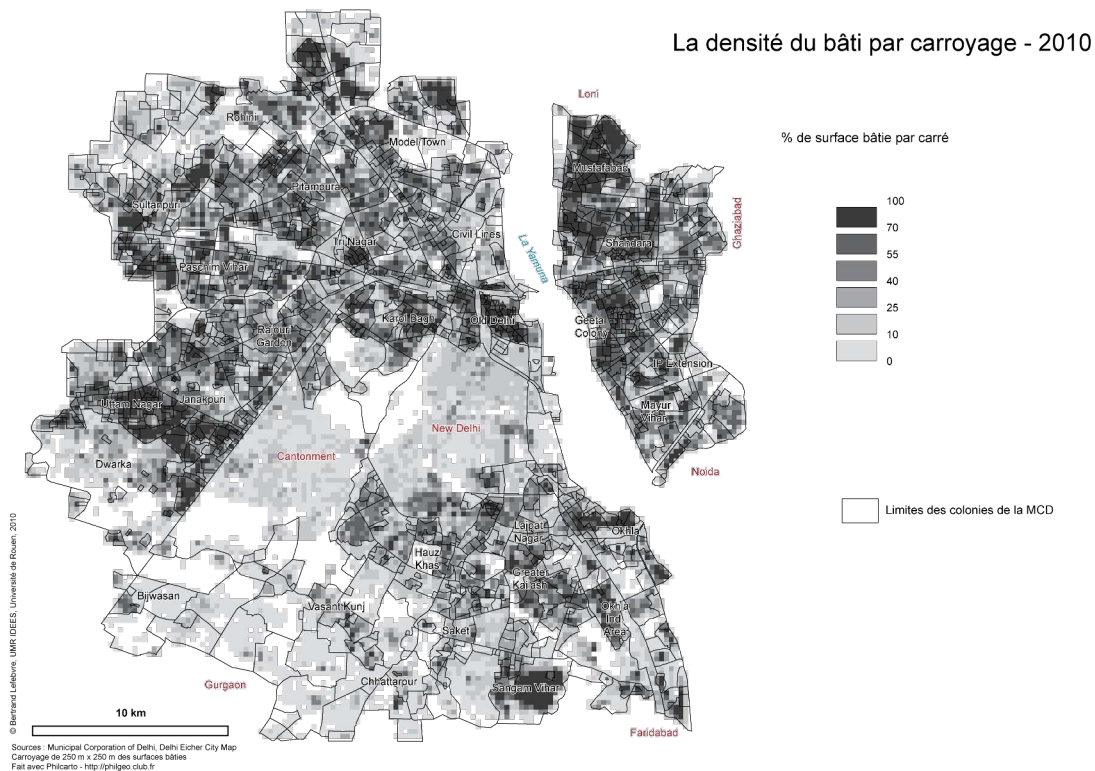 La densité du bâti par carroyage - 2010
Loni
% de surface bâtie par carré
Rohini
Model Town
Mustafabad
100
Pitampura
70
Sultanpuri
Ghaziabad
Civil Lines
La Yamuna
Tri Nagar
Shahdara
55
Paschim Vihar
40
25
Karol Bagh
Old Delhi
Geeta
Colony
10
Rajouri
Garden
0
IP Extension
Uttam Nagar
Janakpuri
Mayur
Vihar
New Delhi
Cantonment
Dwarka
Noida
Limites des colonies de la MCD
Lajpat
Nagar
Okhla
Hauz
Khas
Greater
Kailash
Bijwasan
Vasant Kunj
Okhla
Ind.
Area
Saket
Gurgaon
Chhattarpur
Sangam Vihar
10 km
Faridabad
© Bertrand Lefebvre, UMR IDEES, Université de Rouen, 2010
Sources : Municipal Corporation of Delhi, Delhi Eicher City Map
Carroyage de 250 m x 250 m des surfaces bâties
Fait avec Philcarto - http://philgeo.club.fr